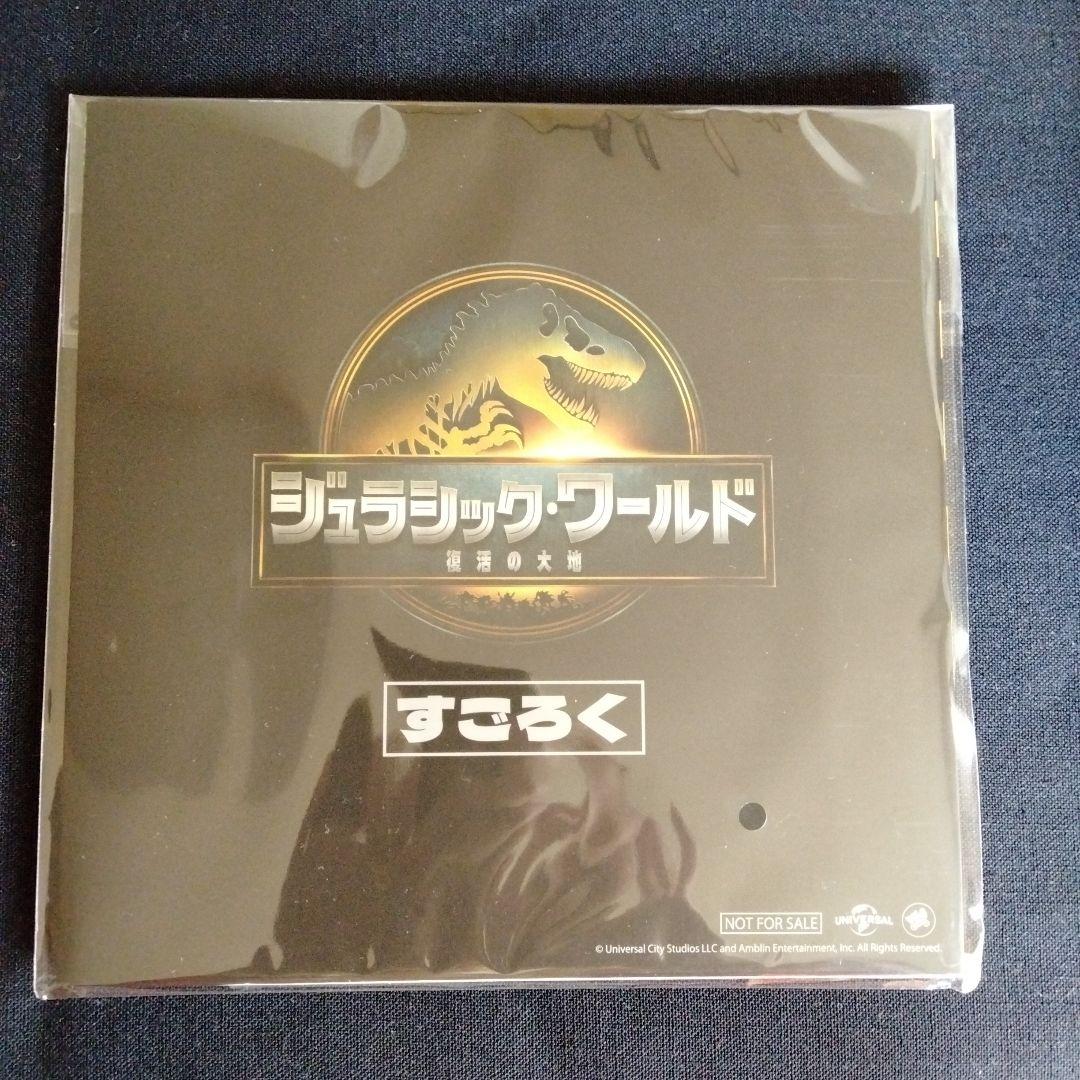 ジュラシック・ワールド
復活の大地
すごろく
NOT FOR SALE
UNIVERSAL
© Universal City Studios LLC and Amblin Entertainment, Inc. All Rights Reserved.